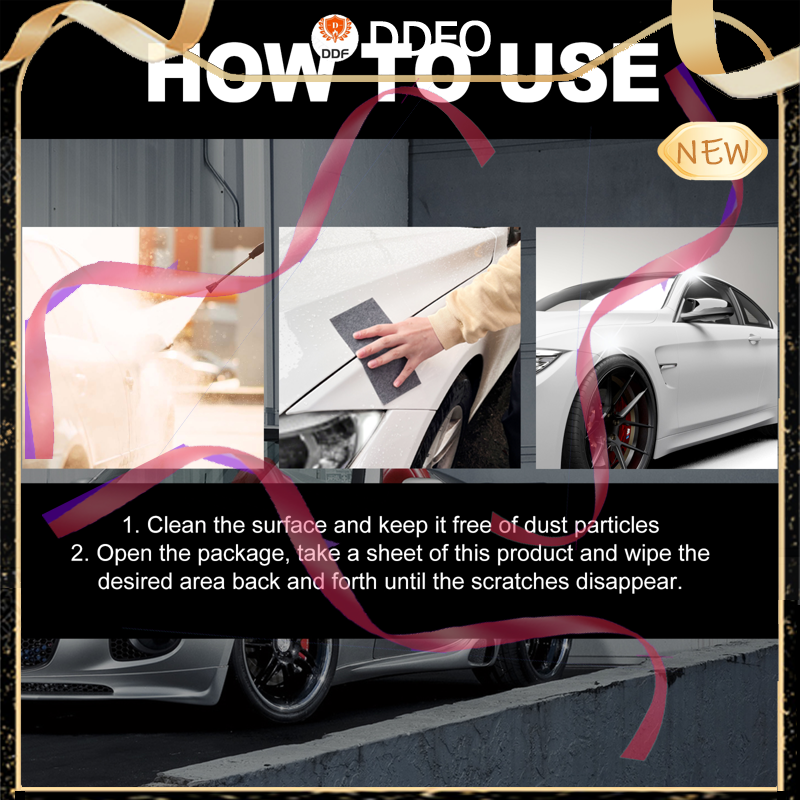 DDFO
DDF
HOW TO USE
NEW
1. Clean the surface and keep it free of dust particles
2. Open the package, take a sheet of this product and wipe the
desired area back and forth until the scratches disappear.